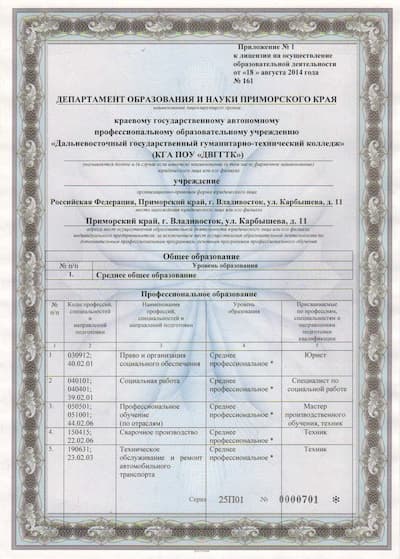 Приложение № 1
к лицензии на осуществление
образовательной деятельности
от «18 » августа 2014 года
№ 161
ДЕПАРТАМЕНТ ОБРАЗОВАНИЯ И НАУКИ ПРИМОРСКОГО КРАЯ
наименование лицензирующего органа
краевому государственному автономному
профессиональному образовательному учреждению
«Дальневосточный государственный гуманитарно-технический колледж»
(КГА ПОУ «ДВГГТК»)
(указывается полное и (в случае если имеется) сокращенное наименование (в том числе фирменное наименование)
юридического лица или его филиала
учреждение
организационно-правовая форма юридического лица
Российская Федерация, Приморский край, г. Владивосток, ул. Карбышева, д. 11
место нахождения юридического лица или его филиала
Приморский край, г. Владивосток, ул. Карбышева, д. 11
адреса мест осуществления образовательной деятельности юридического лица или его филиала
индивидуального предпринимателя, за исключением мест осуществления образовательной деятельности по
дополнительным профессиональным программам, основным программам профессионального обучения
Общее образование
№ п/п Уровень образования
1. Среднее общее образование
Профессиональное образование
№ п/п Коды профессий, специальностей и направлений подготовки Наименования профессий, специальностей и направлений подготовки Уровень образования Присваиваемые по профессиям, специальностям и направлениям подготовки квалификации
1 2 3 4 5
1 030912; Право и организация Среднее Юрист
40.02.01 социального обеспечения профессиональное *
2 040101; Социальная работа Среднее Специалист по
040401; профессиональное * социальной работе
39.02.01
3 050501; Профессиональное Среднее Мастер
051001; обучение профессиональное * производственного
44.02.06 (по отраслям) обучения, техник
4. 150415; Сварочное производство Среднее Техник
22.02.06 профессиональное *
5. 190631; Техническое Среднее Техник
23.02.03 обслуживание и ремонт профессиональное *
автомобильного
транспорта
Серия 25П01 № 0000701 ✻